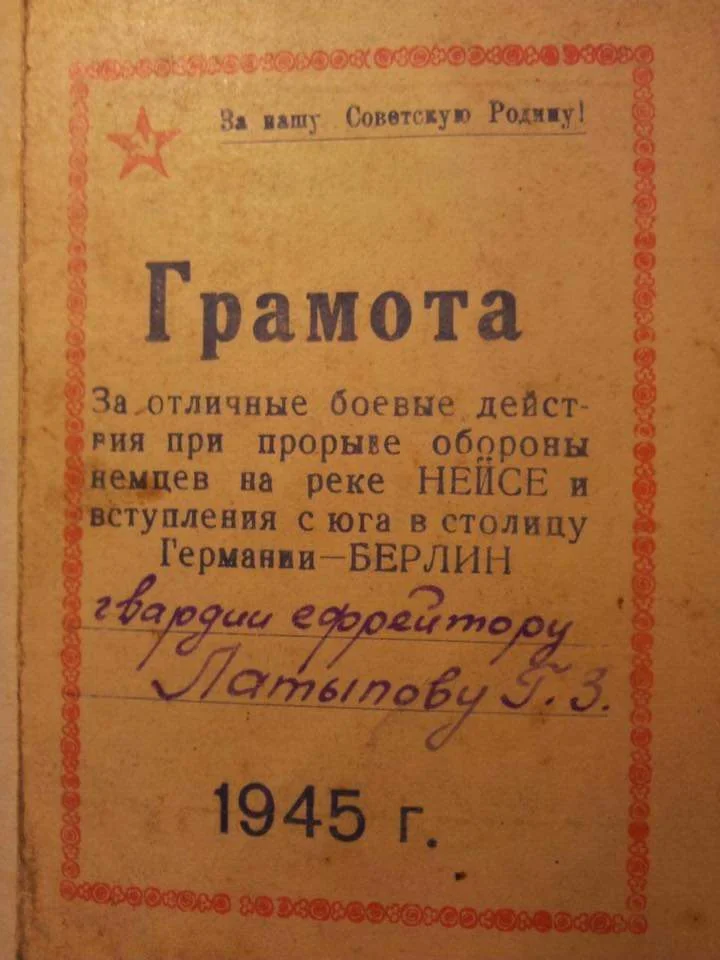 За нашу Советскую Родину!
Грамота
За отличные боевые дейст-
вия при прорыве обороны
немцев на реке НЕЙСЕ и
вступления с юга в столицу
Германии—БЕРЛИН
гвардии ефрейтору
Латыпову Г. З.
1945 г.